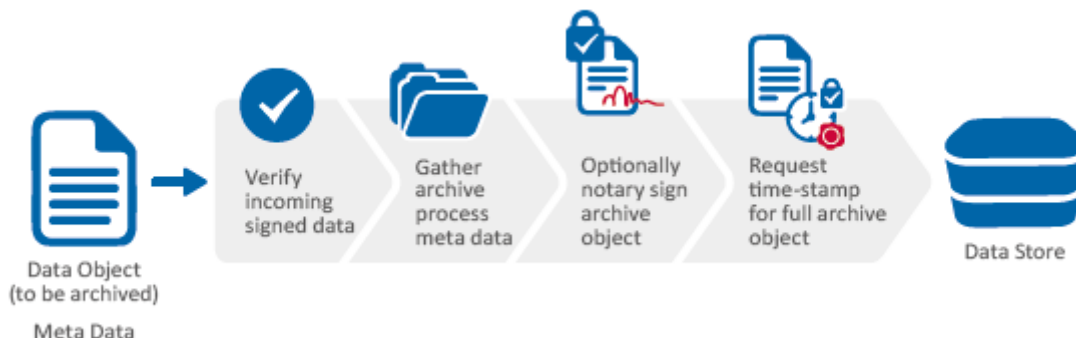 Data Object
(to be archived)
Meta Data
Verify
incoming
signed data
Gather
archive
process
meta data
Optionally
notary sign
archive
object
Request
time-stamp
for full archive
object
Data Store